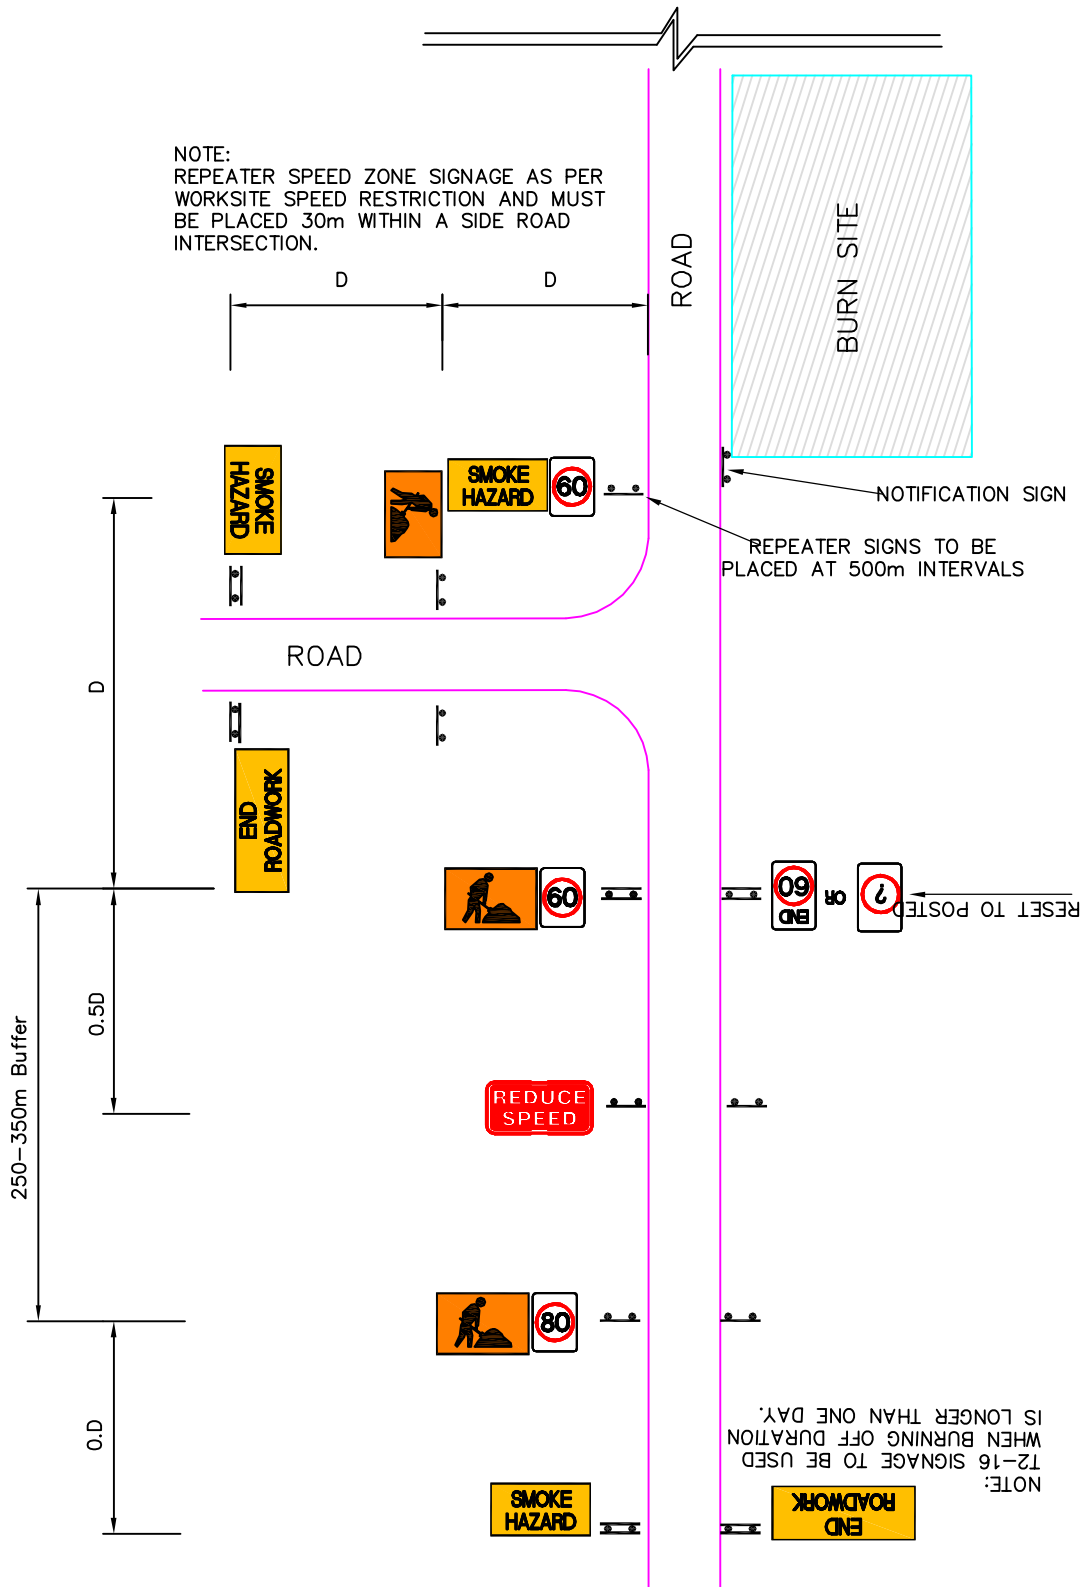 NOTE:
REPEATER SPEED ZONE SIGNAGE AS PER
WORKSITE SPEED RESTRICTION AND MUST
BE PLACED 30m WITHIN A SIDE ROAD
INTERSECTION.
D
D
ROAD
BURN SITE
SMOKE
HAZARD
SMOKE
HAZARD
60
NOTIFICATION SIGN
REPEATER SIGNS TO BE
PLACED AT 500m INTERVALS
ROAD
D
END
ROADWORK
60
END
60
OR
?
RESET TO POSTED
0.5D
250-350m Buffer
REDUCE
SPEED
80
0.D
NOTE:
T2-16 SIGNAGE TO BE USED
WHEN BURNING OFF DURATION
IS LONGER THAN ONE DAY.
SMOKE
HAZARD
END
ROADWORK